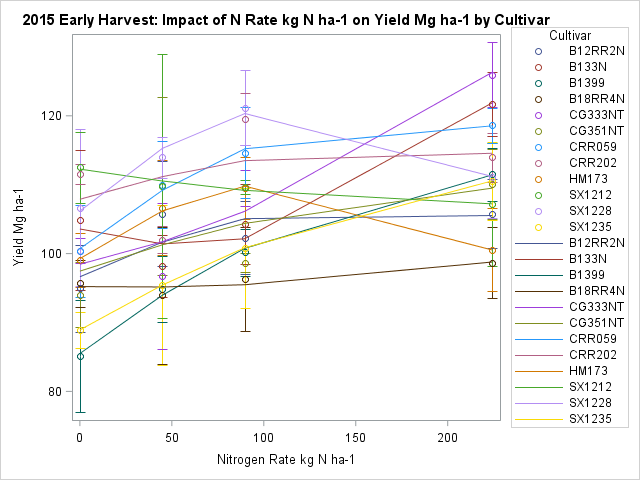 2015 Early Harvest: Impact of N Rate kg N ha-1 on Yield Mg ha-1 by Cultivar
Yield Mg ha-1
120
100
80
0
50
100
150
200
Nitrogen Rate kg N ha-1
Cultivar
B12RR2N
B133N
B1399
B18RR4N
CG333NT
CG351NT
CRR059
CRR202
HM173
SX1212
SX1228
SX1235
B12RR2N
B133N
B1399
B18RR4N
CG333NT
CG351NT
CRR059
CRR202
HM173
SX1212
SX1228
SX1235